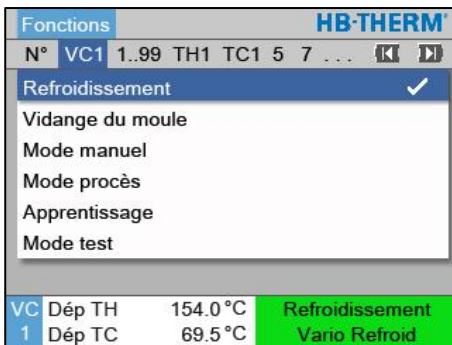 Fonctions HB-THERM®
N° VC1 1..99 TH1 TC1 5 7 ...
Refroidissement
Vidange du moule
Mode manuel
Mode procès
Apprentissage
Mode test
VC Dép TH 154.0 °C Refroidissement
1 Dép TC 69.5 °C Vario Refroid